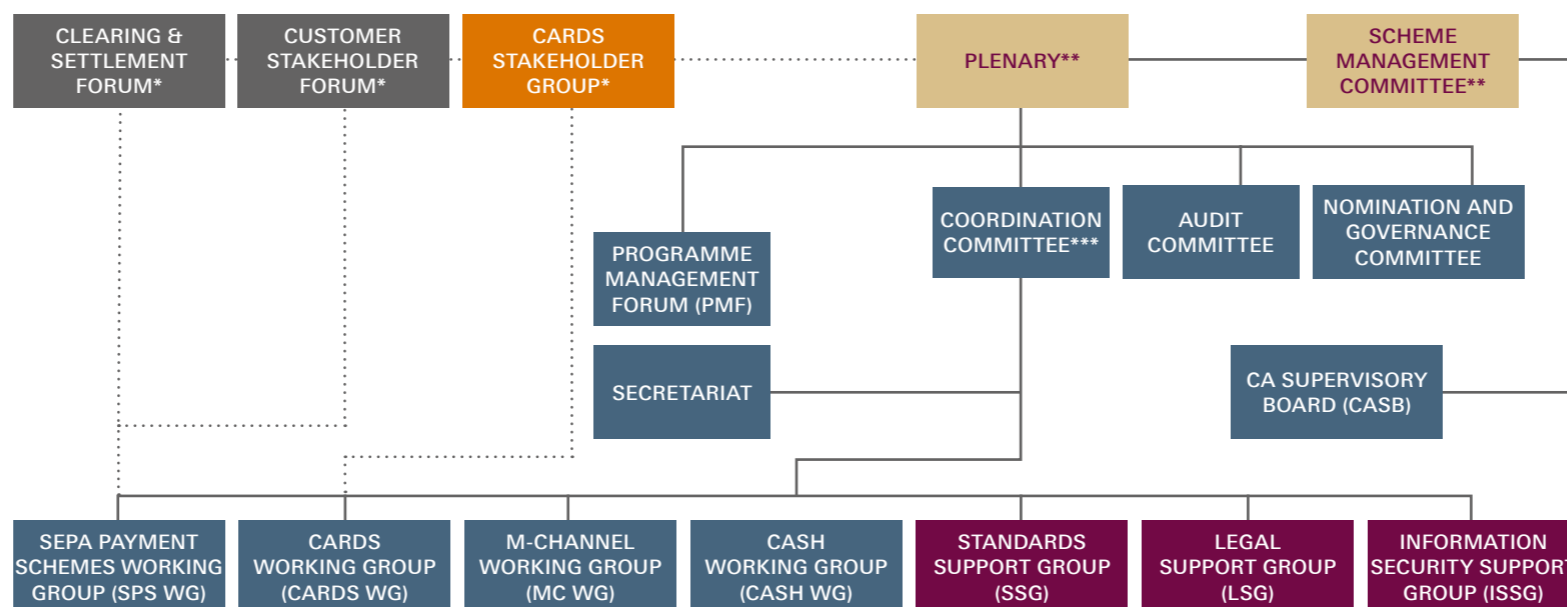 CLEARING &
SETTLEMENT
FORUM*
CUSTOMER
STAKEHOLDER
FORUM*
CARDS
STAKEHOLDER
GROUP*
PLENARY**
SCHEME
MANAGEMENT
COMMITTEE**
PROGRAMME
MANAGEMENT
FORUM (PMF)
COORDINATION
COMMITTEE***
AUDIT
COMMITTEE
NOMINATION AND
GOVERNANCE
COMMITTEE
SECRETARIAT
CA SUPERVISORY
BOARD (CASB)
SEPA PAYMENT
SCHEMES WORKING
GROUP (SPS WG)
CARDS
WORKING GROUP
(CARDS WG)
M-CHANNEL
WORKING GROUP
(MC WG)
CASH
WORKING GROUP
(CASH WG)
STANDARDS
SUPPORT GROUP
(SSG)
LEGAL
SUPPORT GROUP
(LSG)
INFORMATION
SECURITY SUPPORT
GROUP (ISSG)